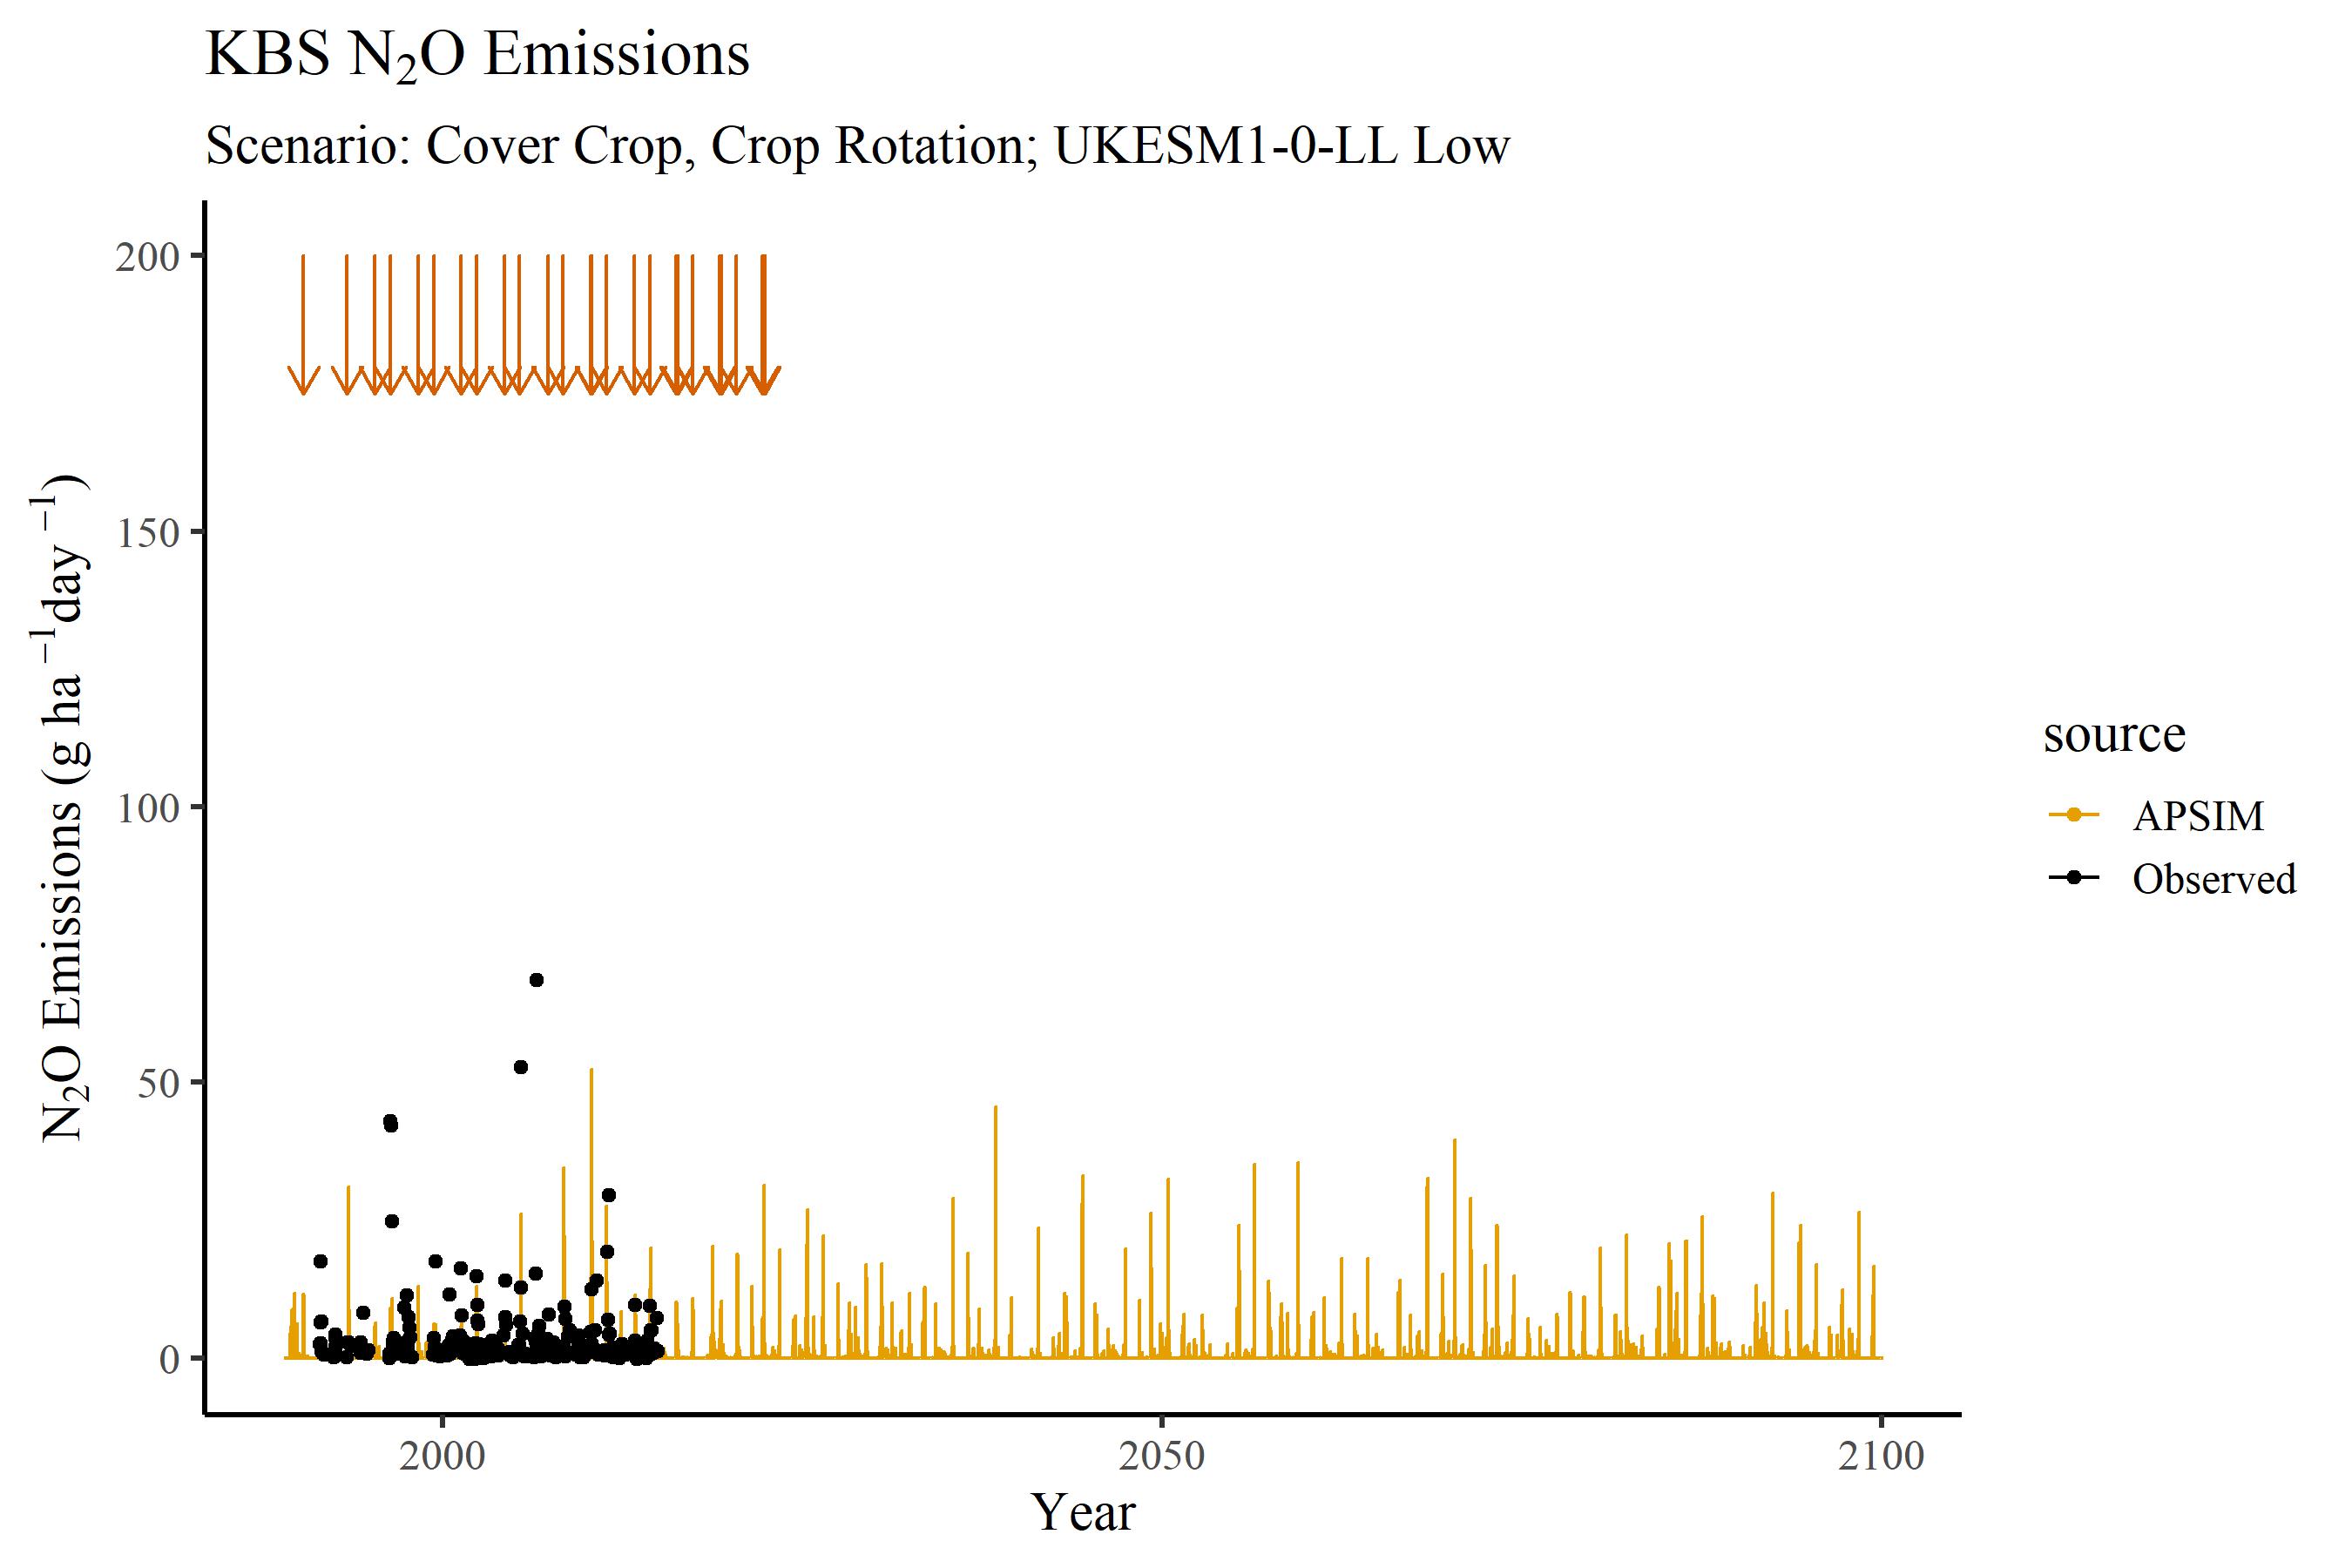 KBS N₂O Emissions
Scenario: Cover Crop, Crop Rotation; UKESM1-0-LL Low
N₂O Emissions (g ha ⁻¹day ⁻¹)
200
150
100
50
0
2000
2050
2100
Year
source
APSIM
Observed